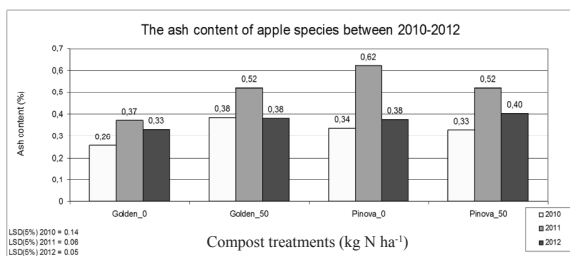 The ash content of apple species between 2010-2012
Ash content (%)
0,7
0,6
0,5
0,4
0,3
0,2
0,1
0
0,26 0,37 0,33
0,38 0,52 0,38
0,34 0,62 0,38
0,33 0,52 0,40
Golden_0 Golden_50 Pinova_0 Pinova_50
Compost treatments (kg N ha⁻¹)
LSD(5%) 2010 = 0.14
LSD(5%) 2011 = 0.06
LSD(5%) 2012 = 0.05
2010
2011
2012